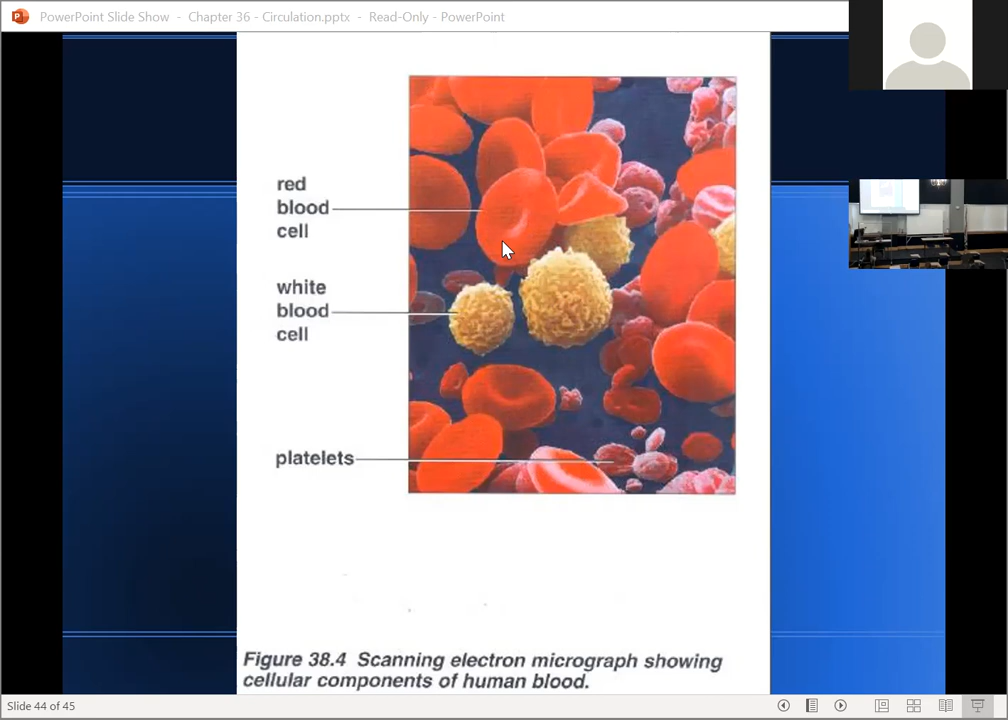 PowerPoint Slide Show - Chapter 36 - Circulation.pptx - Read-Only - PowerPoint
red
blood
cell
white
blood
cell
platelets
Figure 38.4 Scanning electron micrograph showing
cellular components of human blood.
Slide 44 of 45